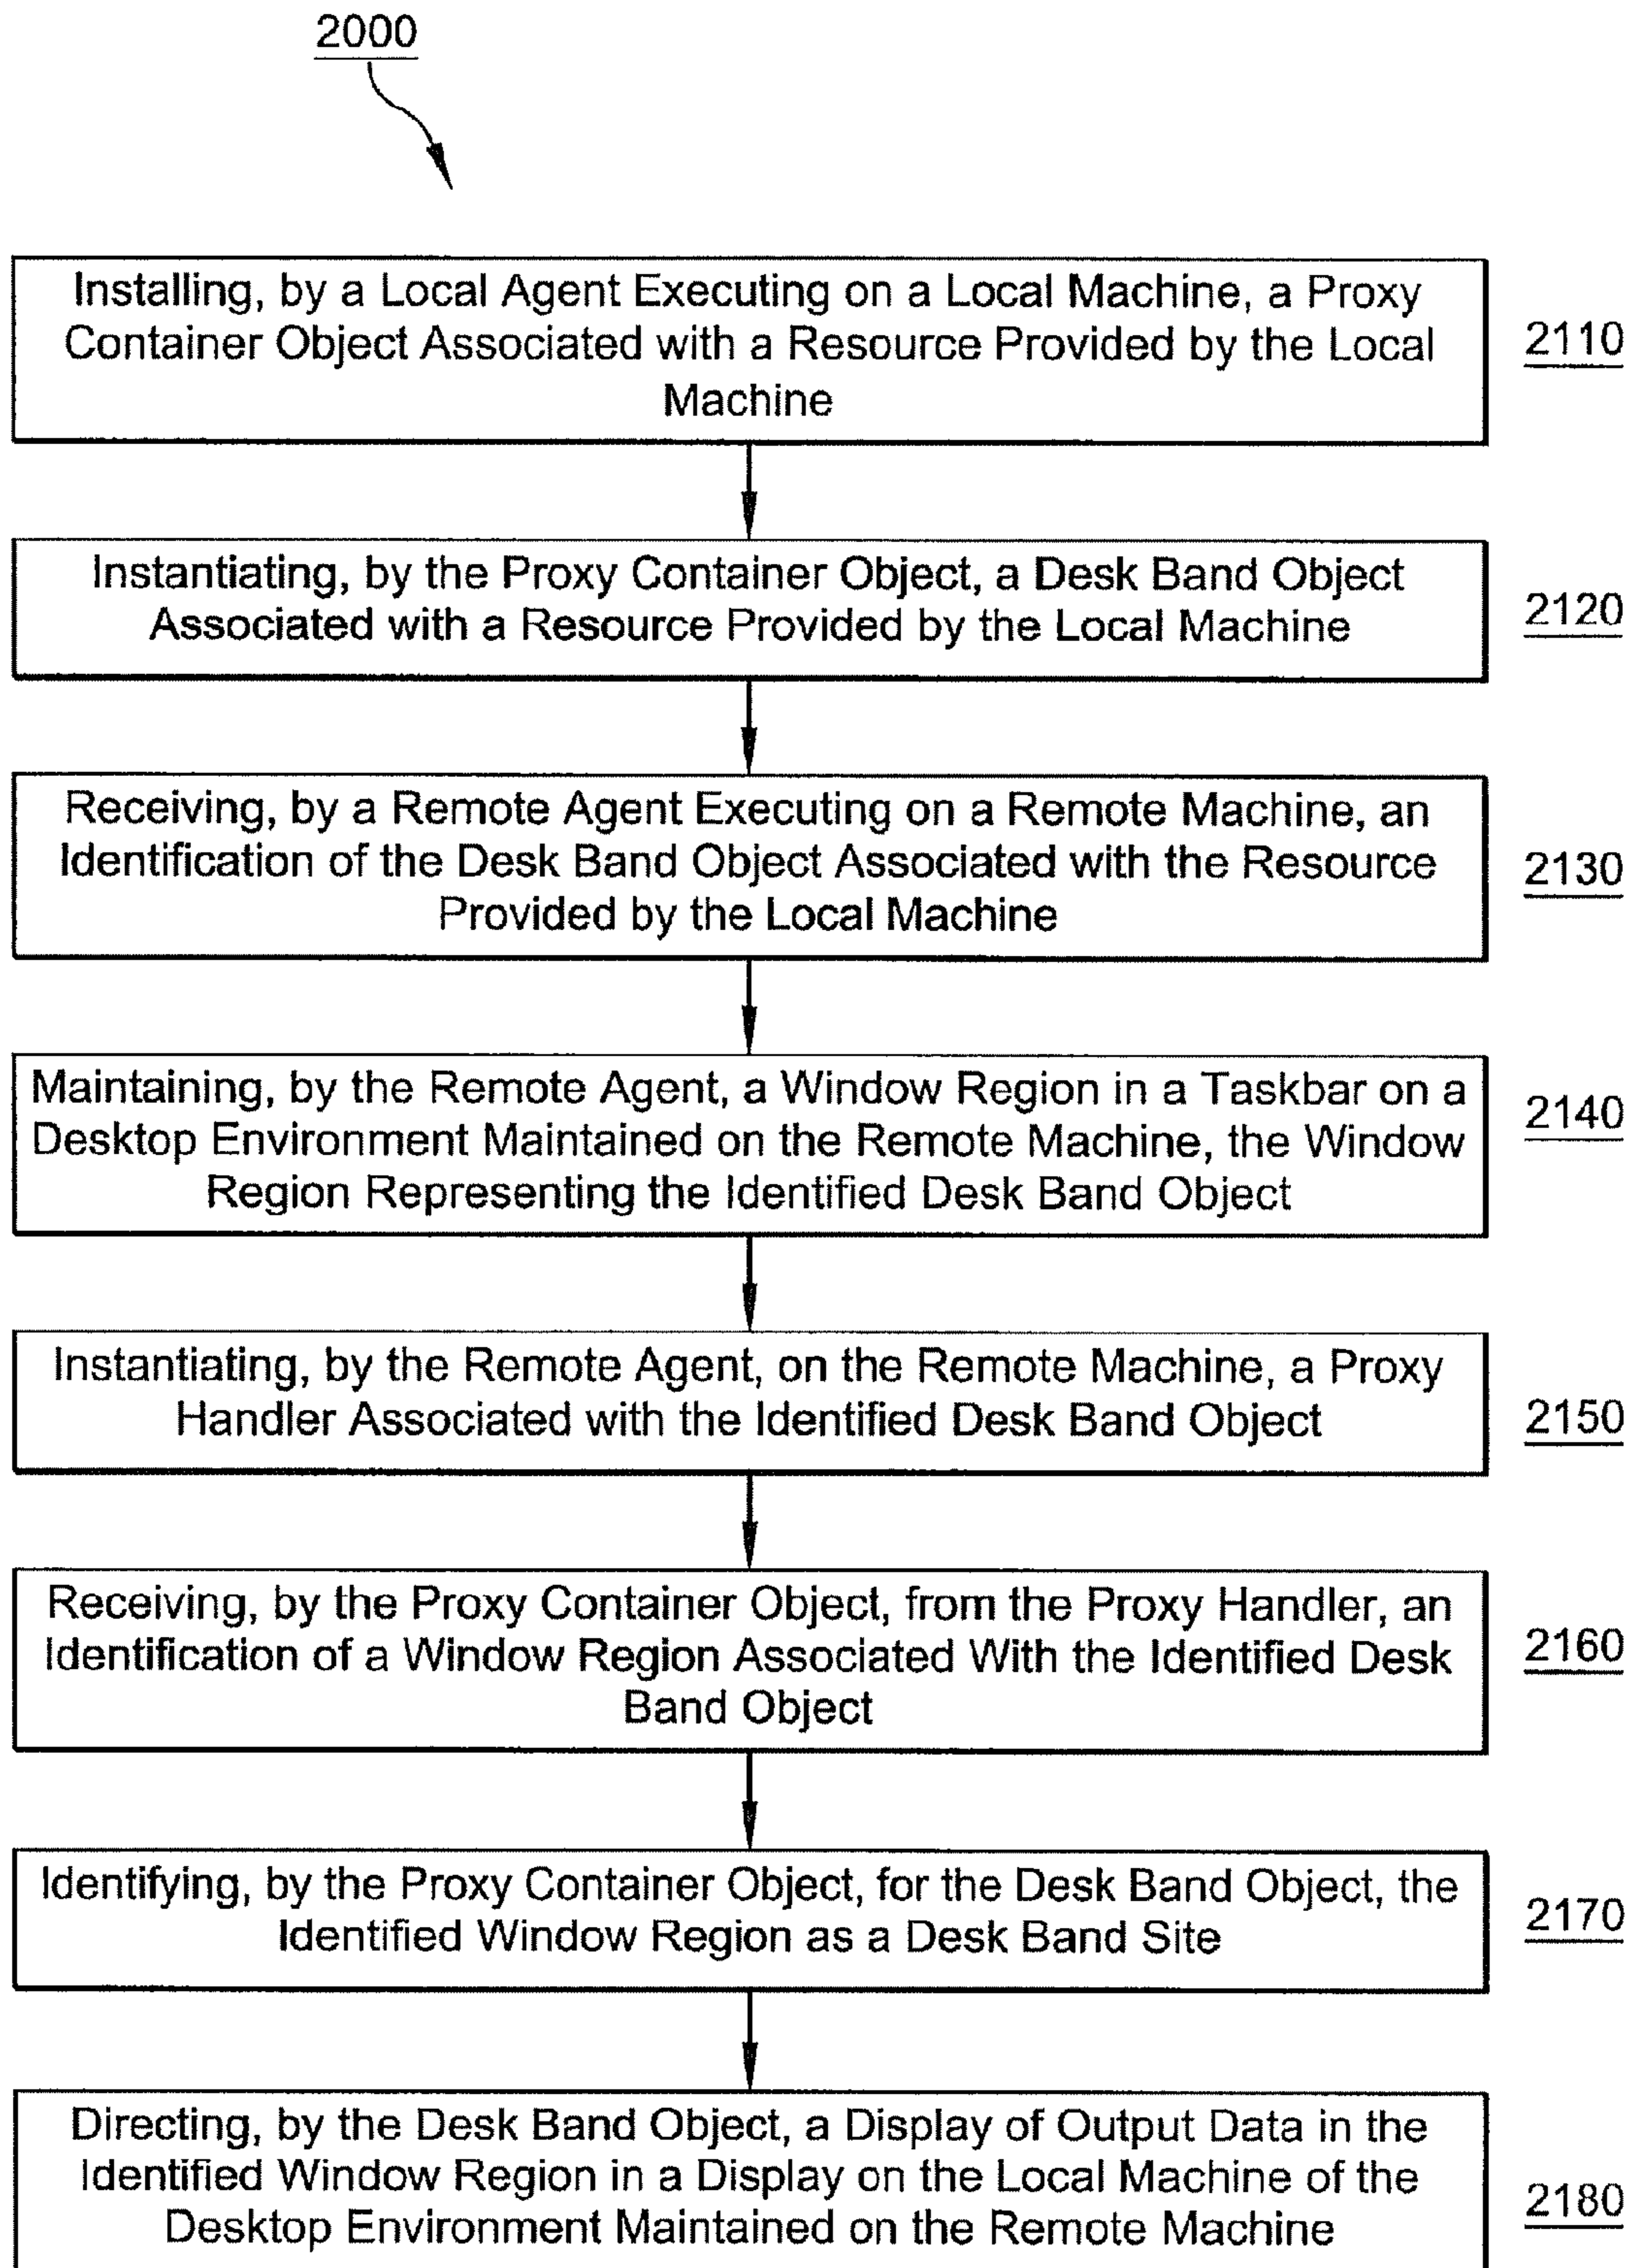 2000
Installing, by a Local Agent Executing on a Local Machine, a Proxy
Container Object Associated with a Resource Provided by the Local
Machine
2110
Instantiating, by the Proxy Container Object, a Desk Band Object
Associated with a Resource Provided by the Local Machine
2120
Receiving, by a Remote Agent Executing on a Remote Machine, an
Identification of the Desk Band Object Associated with the Resource
Provided by the Local Machine
2130
Maintaining, by the Remote Agent, a Window Region in a Taskbar on a
Desktop Environment Maintained on the Remote Machine, the Window
Region Representing the Identified Desk Band Object
2140
Instantiating, by the Remote Agent, on the Remote Machine, a Proxy
Handler Associated with the Identified Desk Band Object
2150
Receiving, by the Proxy Container Object, from the Proxy Handler, an
Identification of a Window Region Associated With the Identified Desk
Band Object
2160
Identifying, by the Proxy Container Object, for the Desk Band Object, the
Identified Window Region as a Desk Band Site
2170
Directing, by the Desk Band Object, a Display of Output Data in the
Identified Window Region in a Display on the Local Machine of the
Desktop Environment Maintained on the Remote Machine
2180